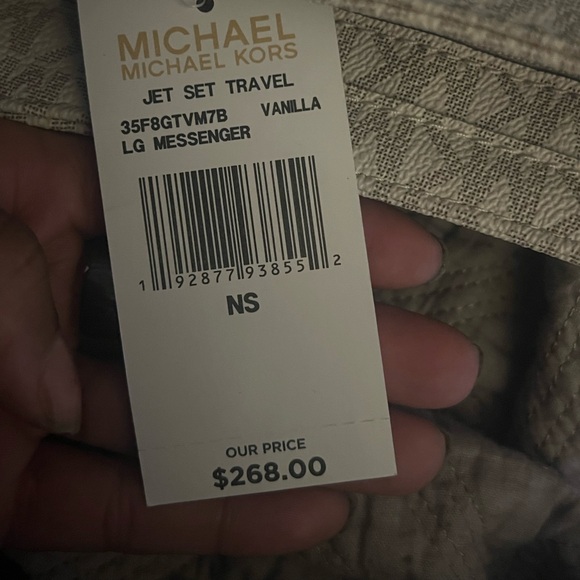 MICHAEL
MICHAEL KORS
JET SET TRAVEL
35F8GTVM7B VANILLA
LG MESSENGER
1 92877 93855 2
NS
OUR PRICE
$268.00